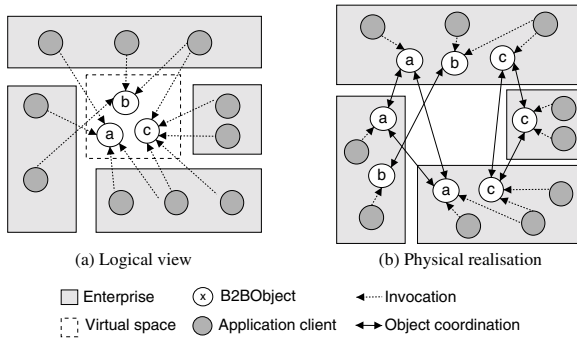 a
b
c
b
c
a
a
c
b
a
c
(a) Logical view
(b) Physical realisation
Enterprise
x
B2BObject
Invocation
Virtual space
Application client
Object coordination